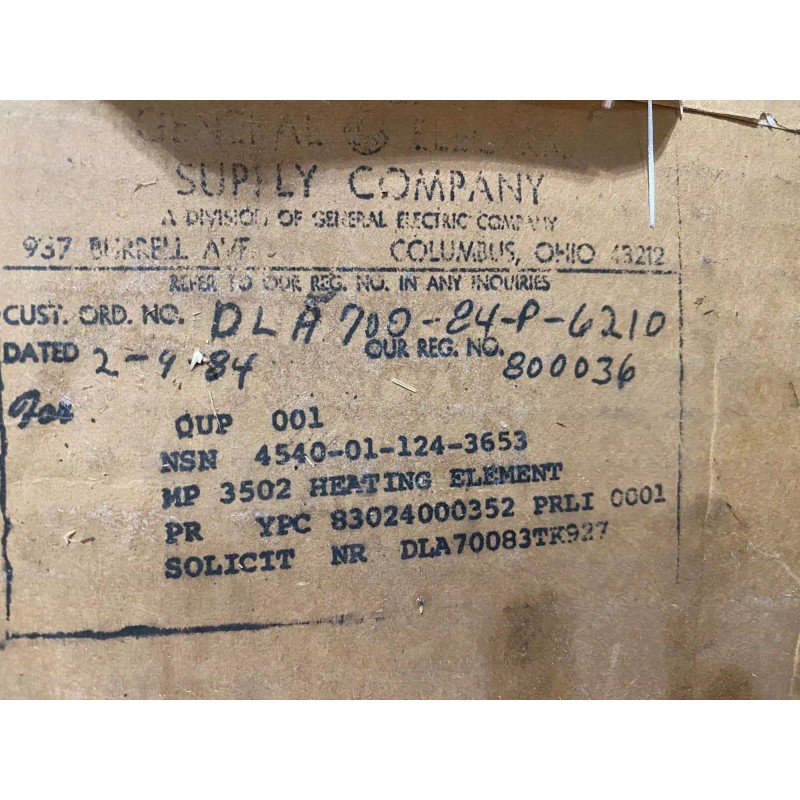 GENERAL ELECTRIC
SUPPLY COMPANY
A DIVISION OF GENERAL ELECTRIC COMPANY
937 BURRELL AVE. COLUMBUS, OHIO 43212
REFER TO OUR REG. NO. IN ANY INQUIRIES
CUST. ORD. NO. DLA 700-84-P-6210
DATED 2-9-84 OUR REG. NO. 800036
For
QUP 001
NSN 4540-01-124-3653
MP 3502 HEATING ELEMENT
PR YPC 83024000352 PRLI 0001
SOLICIT NR DLA70083TK927